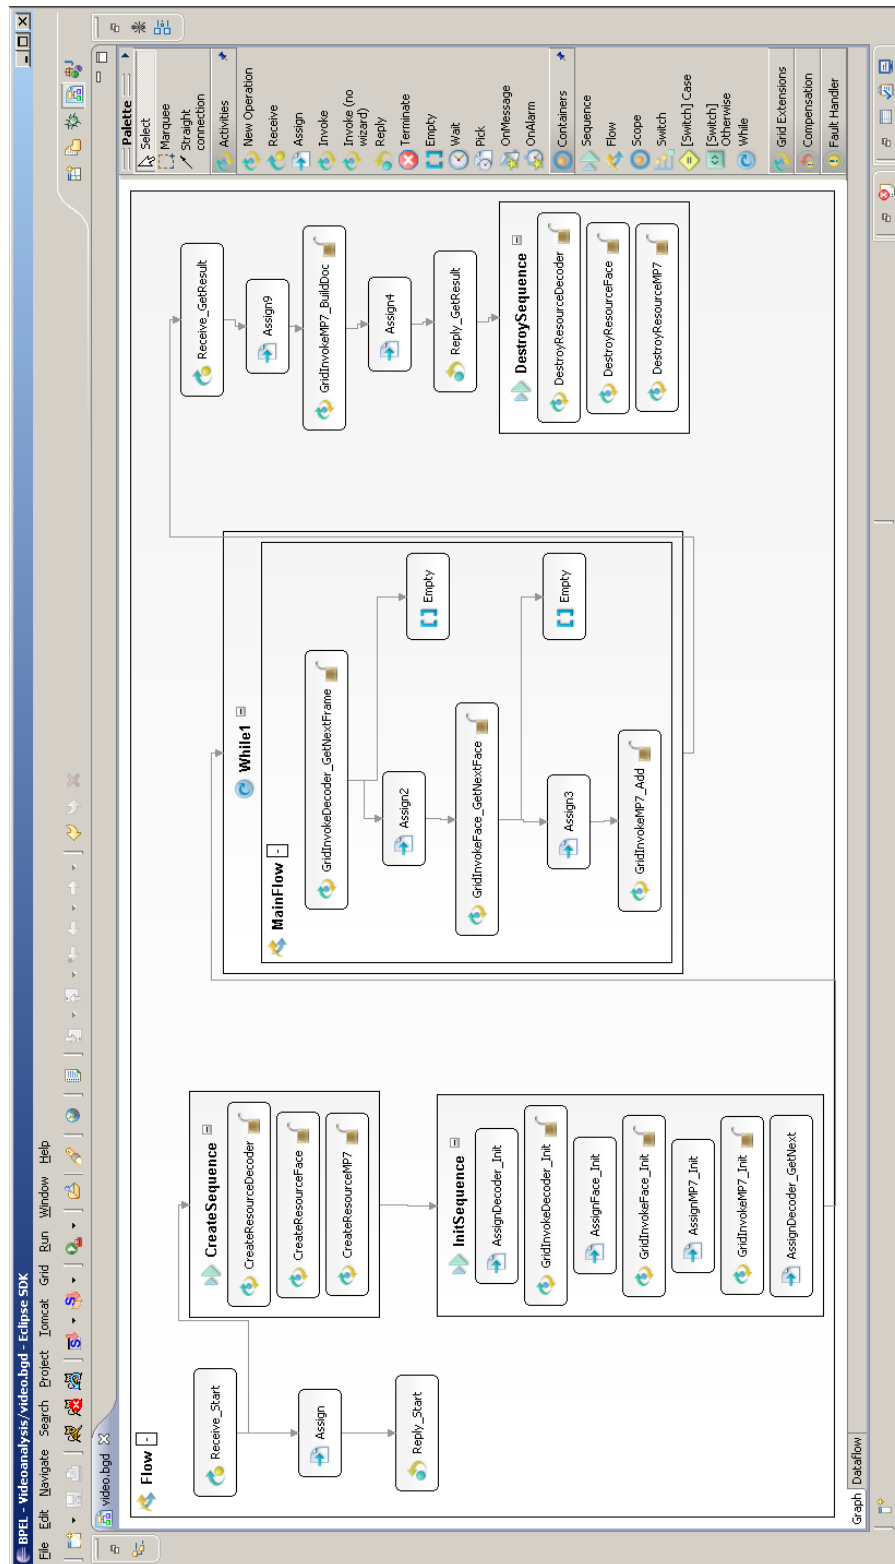 BPEL - Videoanalysis/video.bgd - Eclipse SDK
File Edit Navigate Search Project Tomcat Grid Run Window Help
video.bgd
Flow
Receive_Start
Assign
Reply_Start
CreateSequence
CreateResourceDecoder
CreateResourceFace
CreateResourceMP7
InitSequence
AssignDecoder_Init
GridInvokeDecoder_Init
AssignFace_Init
GridInvokeFace_Init
AssignMP7_Init
GridInvokeMP7_Init
AssignDecoder_GetNext
While1
MainFlow
GridInvokeDecoder_GetNextFrame
Assign2
Empty
GridInvokeFace_GetNextFace
Assign3
Empty
GridInvokeMP7_Add
Receive_GetResult
Assign9
GridInvokeMP7_BuildDoc
Assign4
Reply_GetResult
DestroySequence
DestroyResourceDecoder
DestroyResourceFace
DestroyResourceMP7
Palette
Select
Marquee
Straight
connection
Activities
New Operation
Receive
Assign
Invoke
Invoke (no
wizard)
Reply
Terminate
Empty
Wait
Pick
OnMessage
OnAlarm
Containers
Sequence
Flow
Scope
Switch
[Switch] Case
[Switch]
Otherwise
While
Grid Extensions
Compensation
Fault Handler
Graph Dataflow